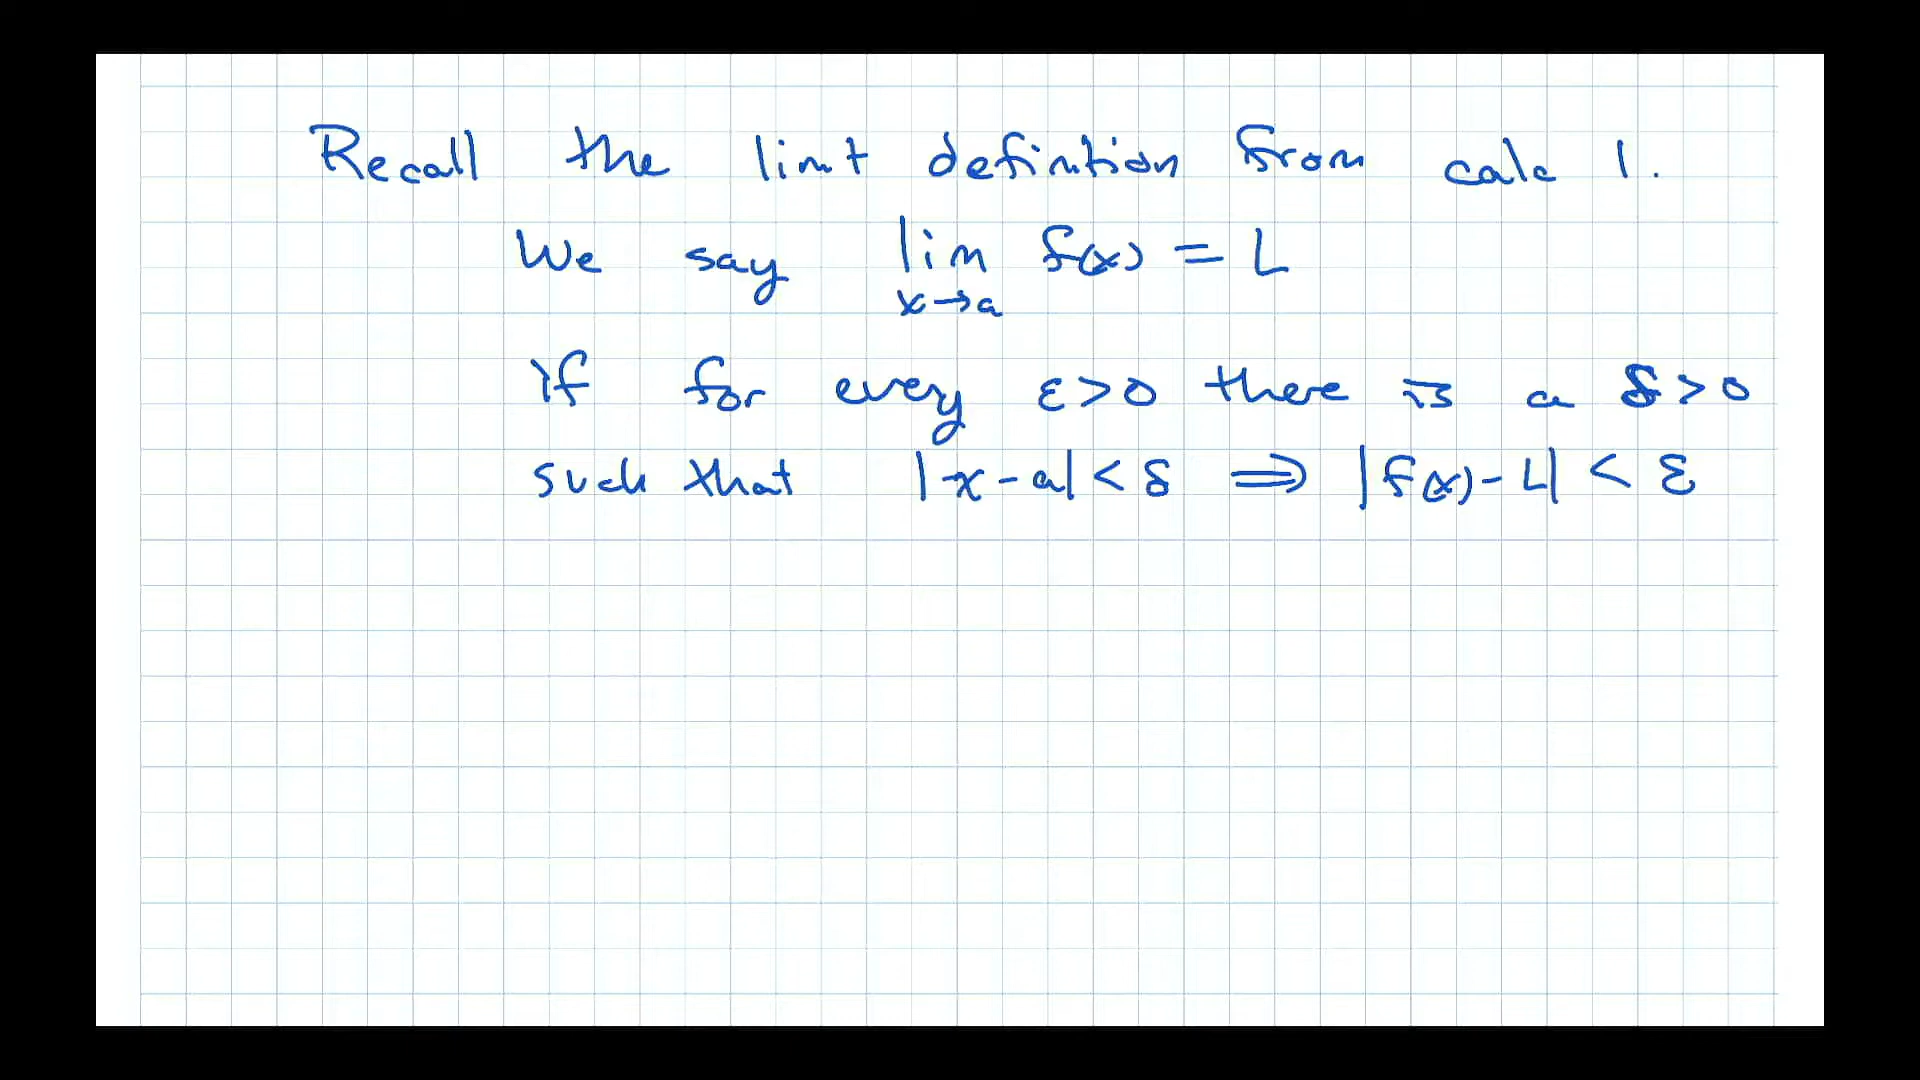 Recall the limit definition from calc 1.
We say lim f(x) = L
x→a
if for every ε>0 there is a δ>0
such that |x-a|<δ ⟹ |f(x)-L| < ε